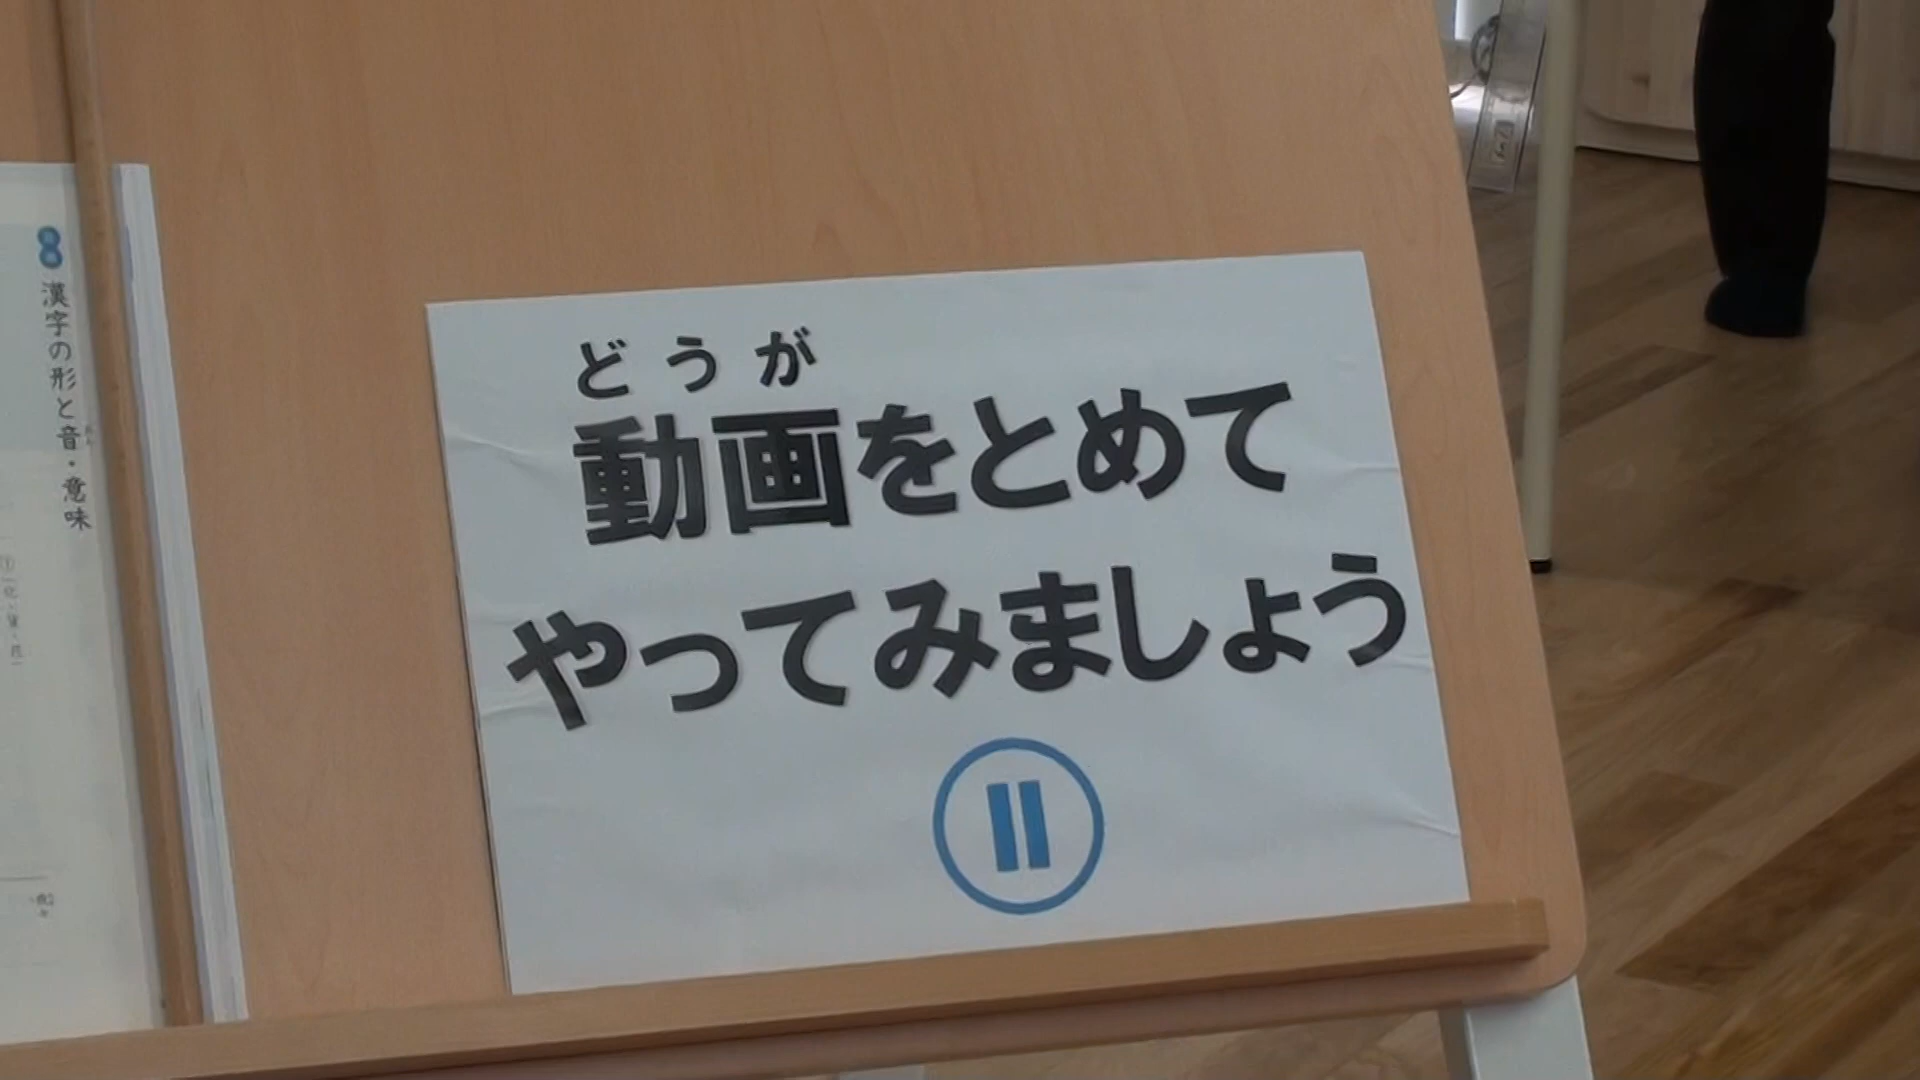 どうが
動画をとめて
やってみましょう
8 漢字の形と音・意味